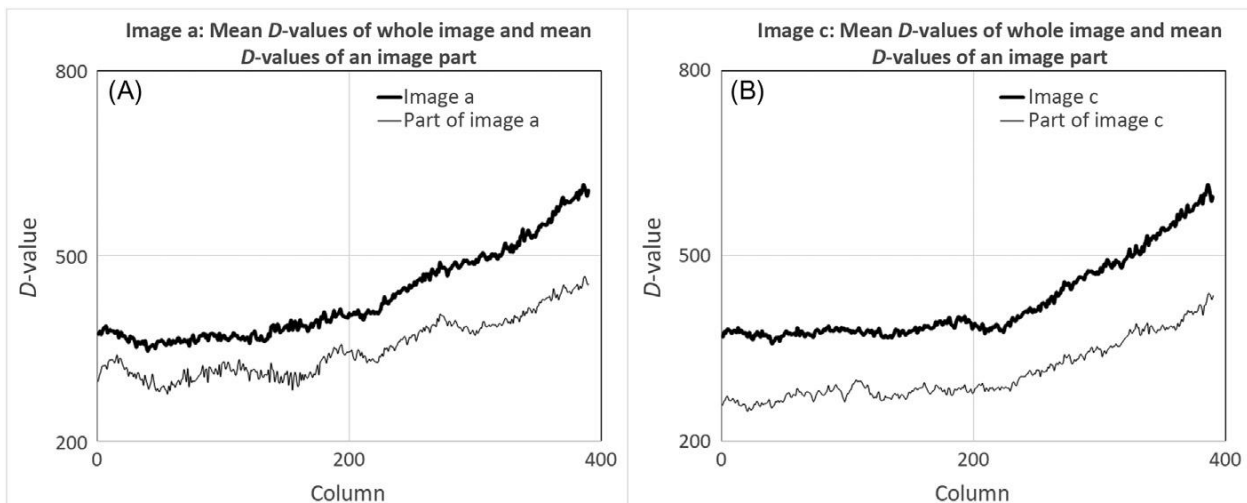 Image a: Mean D-values of whole image and mean
D-values of an image part
800
(A)
Image a
Part of image a
500
D-value
200
0
200
400
Column
Image c: Mean D-values of whole image and mean
D-values of an image part
800
(B)
Image c
Part of image c
500
D-value
200
0
200
400
Column